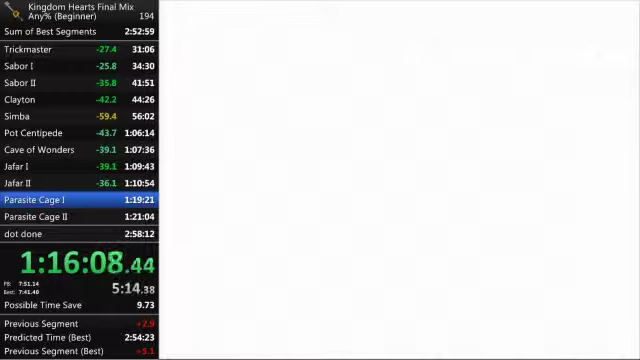 Kingdom Hearts Final Mix
Any% (Beginner) 194
Sum of Best Segments 2:52:59
Trickmaster -27.4 31:06
Sabor I -25.8 34:30
Sabor II -35.8 41:51
Clayton -42.2 44:26
Simba -59.4 56:02
Pot Centipede -43.7 1:06:14
Cave of Wonders -39.1 1:07:36
Jafar I -39.1 1:09:43
Jafar II -36.1 1:10:54
Parasite Cage I 1:19:21
Parasite Cage II 1:21:04
dot done 2:58:12
1:16:08.44
PB: 7:51.14
Best: 7:41.40
5:14.38
Possible Time Save 9.73
Previous Segment +2.9
Predicted Time (Best) 2:54:23
Previous Segment (Best) +5.1